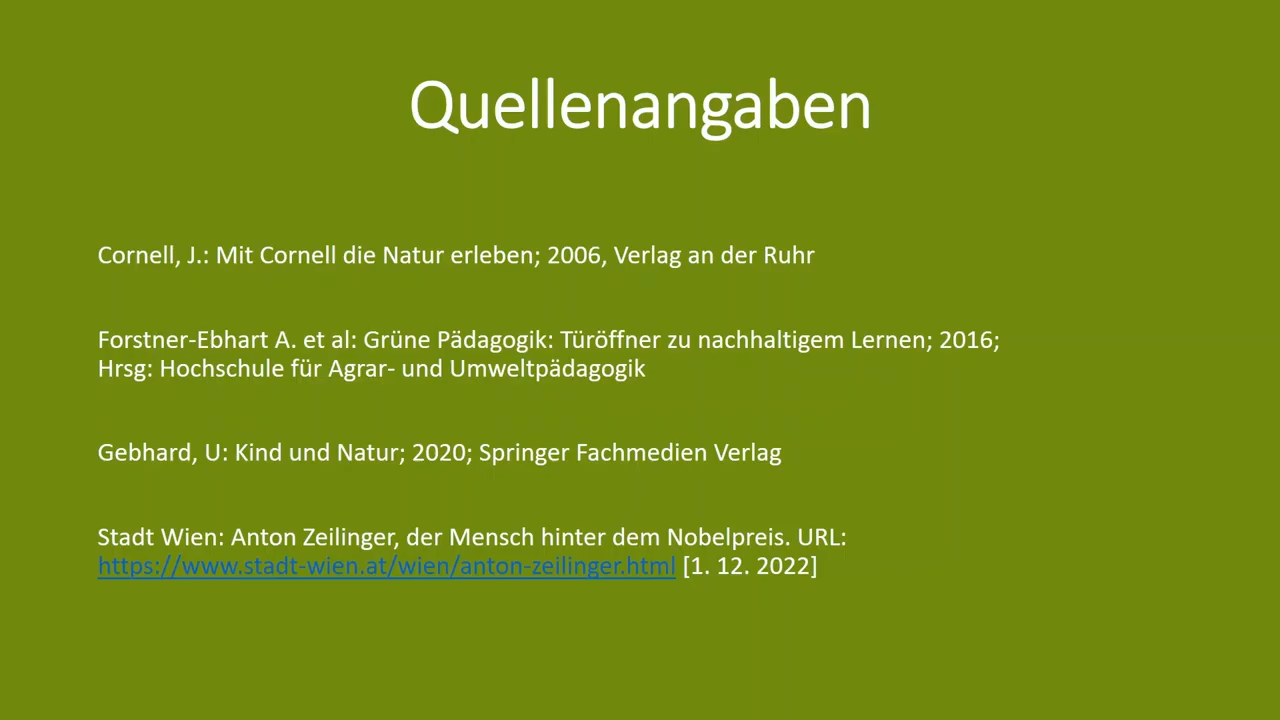 Quellenangaben
Cornell, J.: Mit Cornell die Natur erleben; 2006, Verlag an der Ruhr
Forstner-Ebhart A. et al: Grüne Pädagogik: Türöffner zu nachhaltigem Lernen; 2016;
Hrsg: Hochschule für Agrar- und Umweltpädagogik
Gebhard, U: Kind und Natur; 2020; Springer Fachmedien Verlag
Stadt Wien: Anton Zeilinger, der Mensch hinter dem Nobelpreis. URL:
https://www.stadt-wien.at/wien/anton-zeilinger.html [1. 12. 2022]